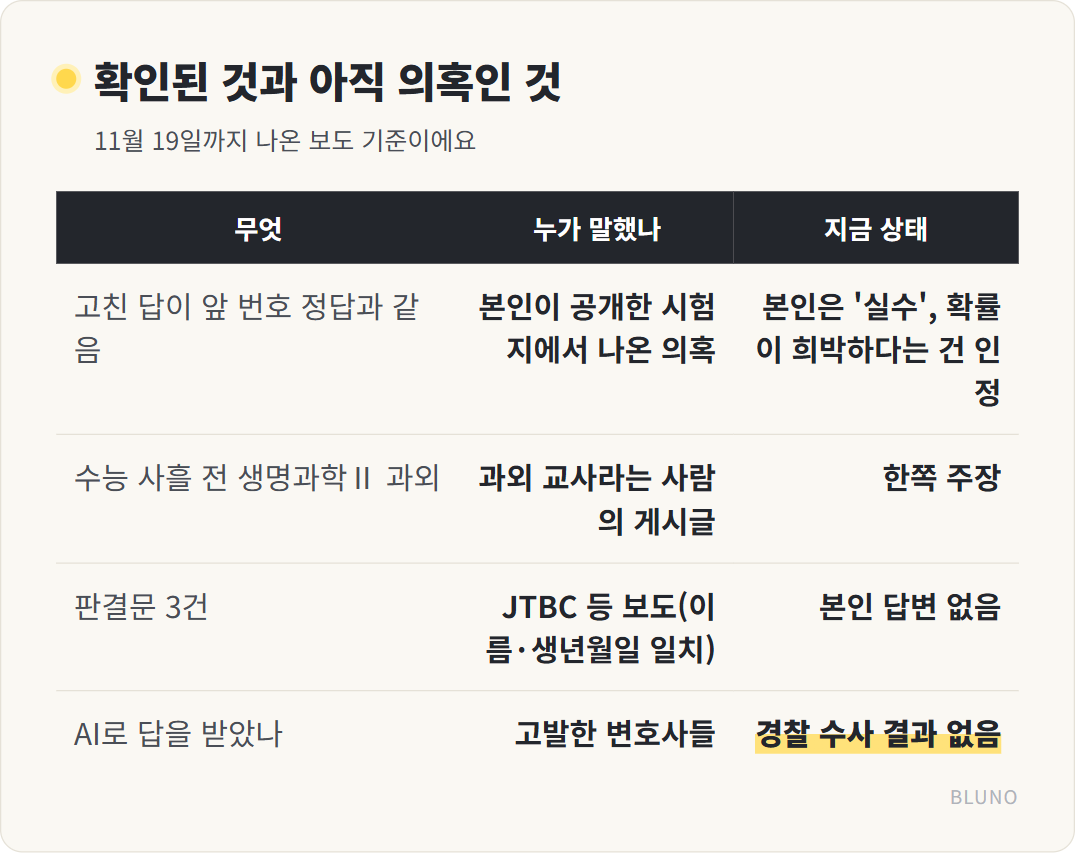 확인된 것과 아직 의혹인 것
11월 19일까지 나온 보도 기준이에요
무엇 누가 말했나 지금 상태
고친 답이 앞 번호 정답과 같
음
본인이 공개한 시험
지에서 나온 의혹
본인은 '실수', 확률
이 희박하다는 건 인
정
수능 사흘 전 생명과학Ⅱ 과외
과외 교사라는 사람
의 게시글
한쪽 주장
판결문 3건
JTBC 등 보도(이
름·생년월일 일치)
본인 답변 없음
AI로 답을 받았나
고발한 변호사들
경찰 수사 결과 없음
BLUNO